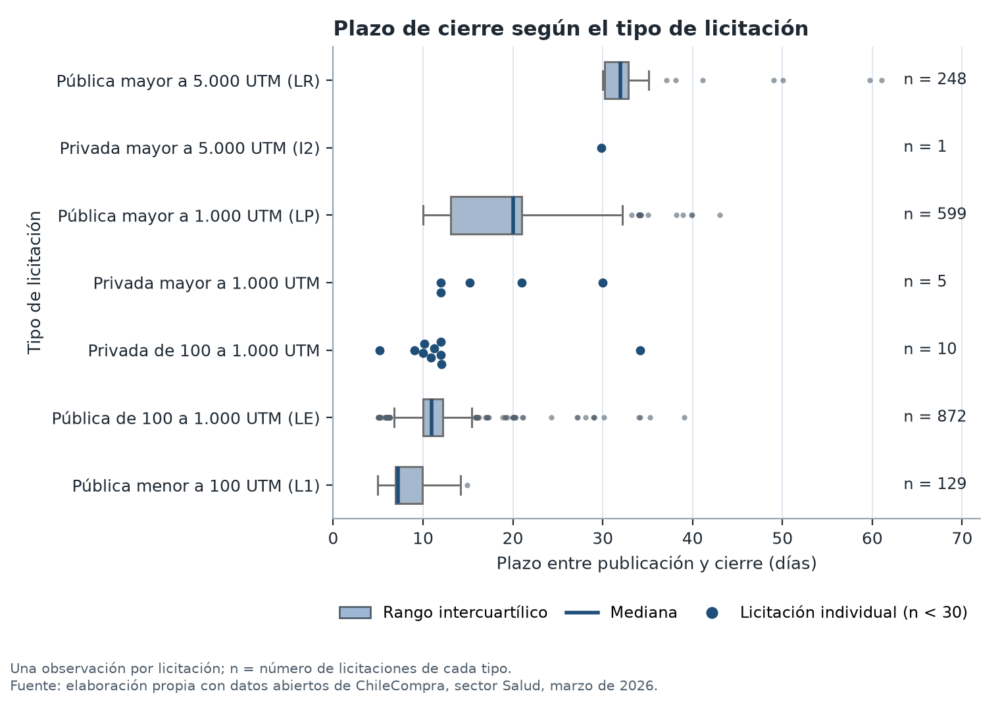 Plazo de cierre según el tipo de licitación
Pública mayor a 5.000 UTM (LR)
n = 248
Privada mayor a 5.000 UTM (I2)
n = 1
Pública mayor a 1.000 UTM (LP)
n = 599
Privada mayor a 1.000 UTM
n = 5
Privada de 100 a 1.000 UTM
n = 10
Pública de 100 a 1.000 UTM (LE)
n = 872
Pública menor a 100 UTM (L1)
n = 129
Tipo de licitación
0 10 20 30 40 50 60 70
Plazo entre publicación y cierre (días)
Rango intercuartílico Mediana Licitación individual (n < 30)
Una observación por licitación; n = número de licitaciones de cada tipo.
Fuente: elaboración propia con datos abiertos de ChileCompra, sector Salud, marzo de 2026.